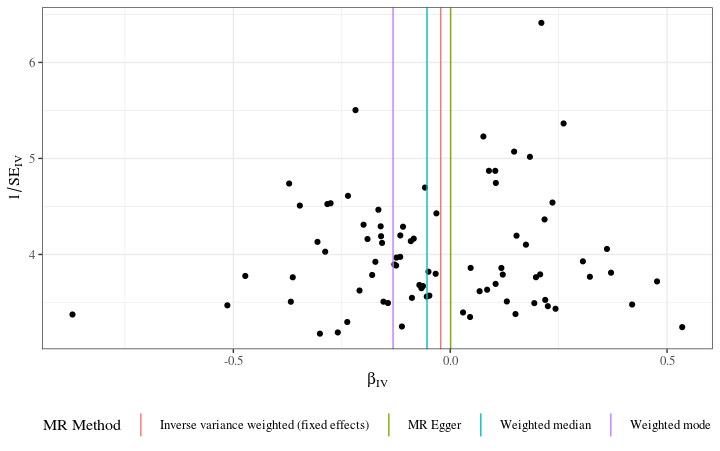 1/SE_IV
6
5
4
-0.5 0.0 0.5
β_IV
MR Method Inverse variance weighted (fixed effects) MR Egger Weighted median Weighted mode